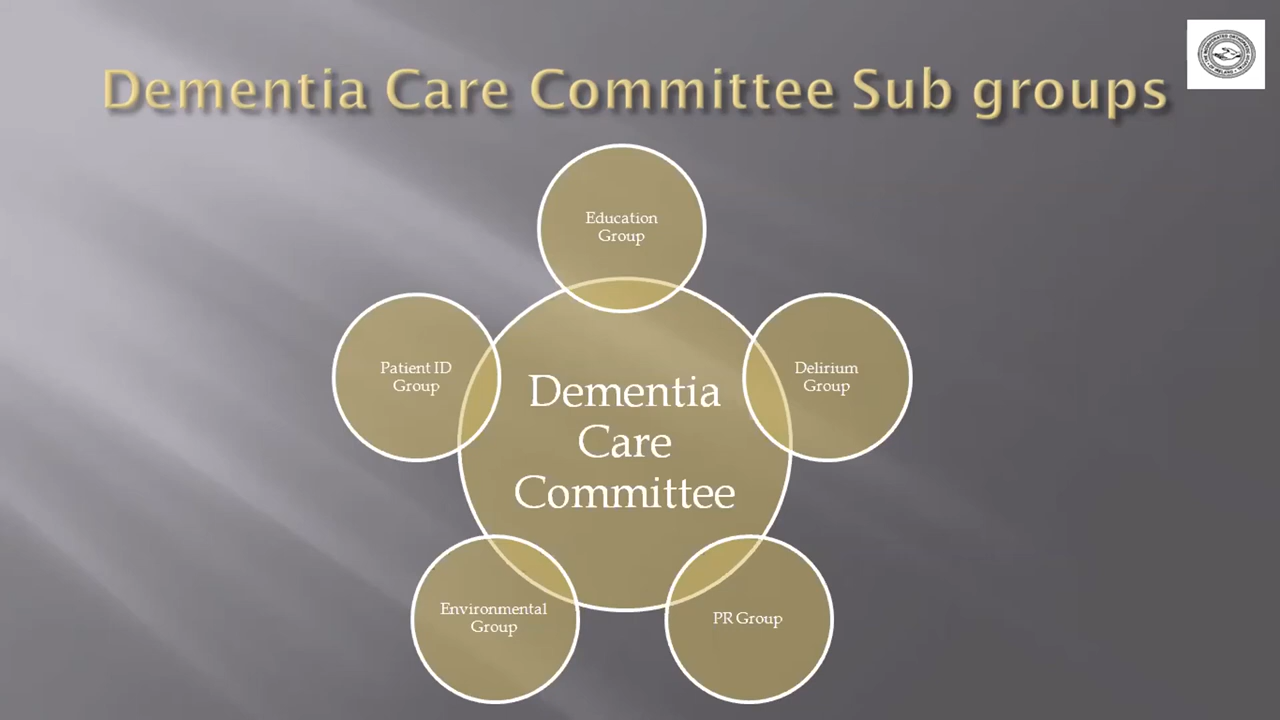 Dementia Care Committee Sub groups
Education
Group
Patient ID
Group
Delirium
Group
Dementia
Care
Committee
Environmental
Group
PR Group